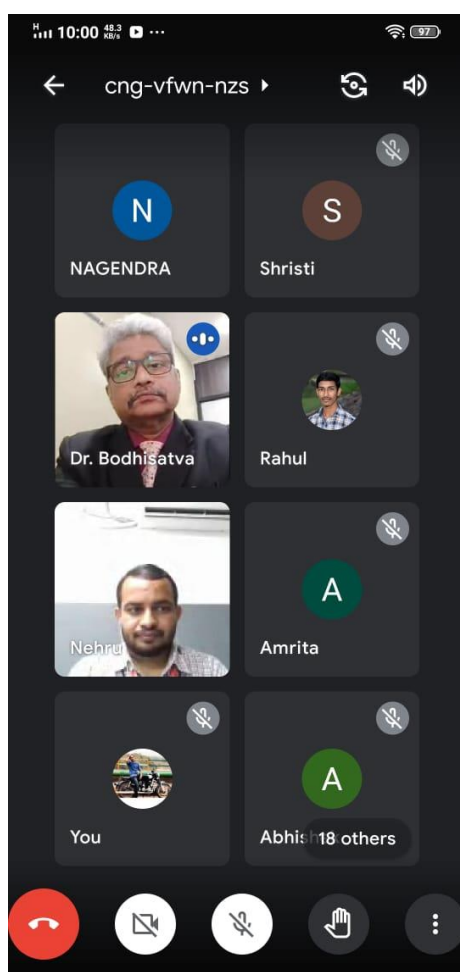 H 10:00 48.3 KB/s ... 97
cng-vfwn-nzs
N
NAGENDRA
S
Shristi
Dr. Bodhisatva
Rahul
Nehru
A
Amrita
You
A
Abhish
18 others